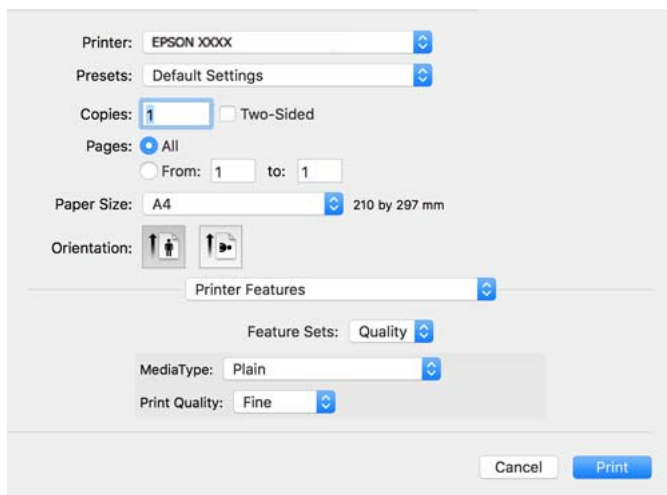 Printer: EPSON XXXX
Presets: Default Settings
Copies: 1 Two-Sided
Pages: All
From: 1 to: 1
Paper Size: A4 210 by 297 mm
Orientation:
Printer Features
Feature Sets: Quality
MediaType: Plain
Print Quality: Fine
Cancel Print